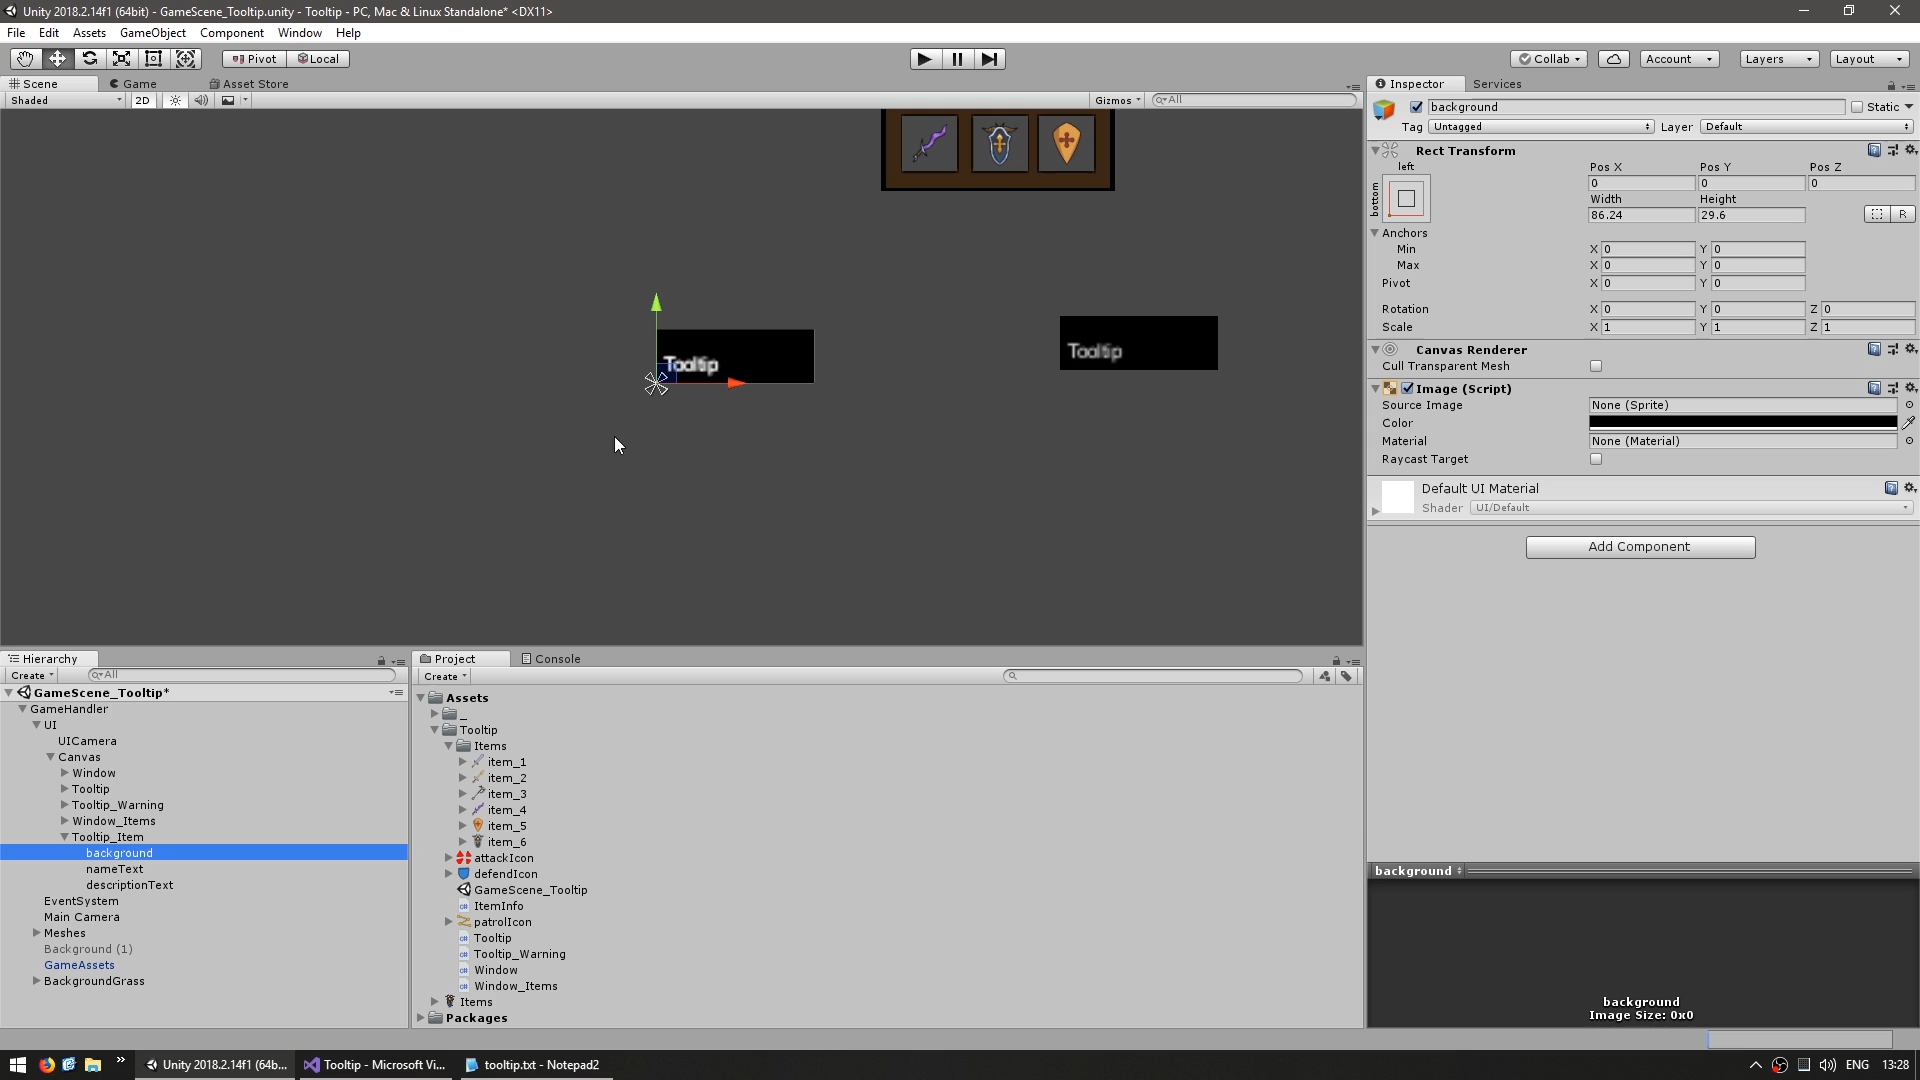 Unity 2018.2.14f1 (64bit) - GameScene_Tooltip.unity - Tooltip - PC, Mac & Linux Standalone* <DX11>
File Edit Assets GameObject Component Window Help
Pivot Local Collab Account Layers Layout
Scene Game Asset Store
Shaded 2D Gizmos All
Tooltip
Tooltip
Inspector Services
background Static
Tag Untagged Layer Default
Rect Transform
left
bottom
Pos X Pos Y Pos Z
0 0 0
Width Height
86.24 29.6 R
Anchors
Min X 0 Y 0
Max X 0 Y 0
Pivot X 0 Y 0
Rotation X 0 Y 0 Z 0
Scale X 1 Y 1 Z 1
Canvas Renderer
Cull Transparent Mesh
Image (Script)
Source Image None (Sprite)
Color
Material None (Material)
Raycast Target
Default UI Material
Shader UI/Default
Add Component
background
background
Image Size: 0x0
Hierarchy
Create All
GameScene_Tooltip*
GameHandler
UI
UICamera
Canvas
Window
Tooltip
Tooltip_Warning
Window_Items
Tooltip_Item
background
nameText
descriptionText
EventSystem
Main Camera
Meshes
Background (1)
GameAssets
BackgroundGrass
Project Console
Create
Assets
_
Tooltip
Items
item_1
item_2
item_3
item_4
item_5
item_6
attackIcon
defendIcon
GameScene_Tooltip
ItemInfo
patrolIcon
Tooltip
Tooltip_Warning
Window
Window_Items
Items
Packages
Unity 2018.2.14f1 (64b... Tooltip - Microsoft Vi... tooltip.txt - Notepad2 ENG 13:28